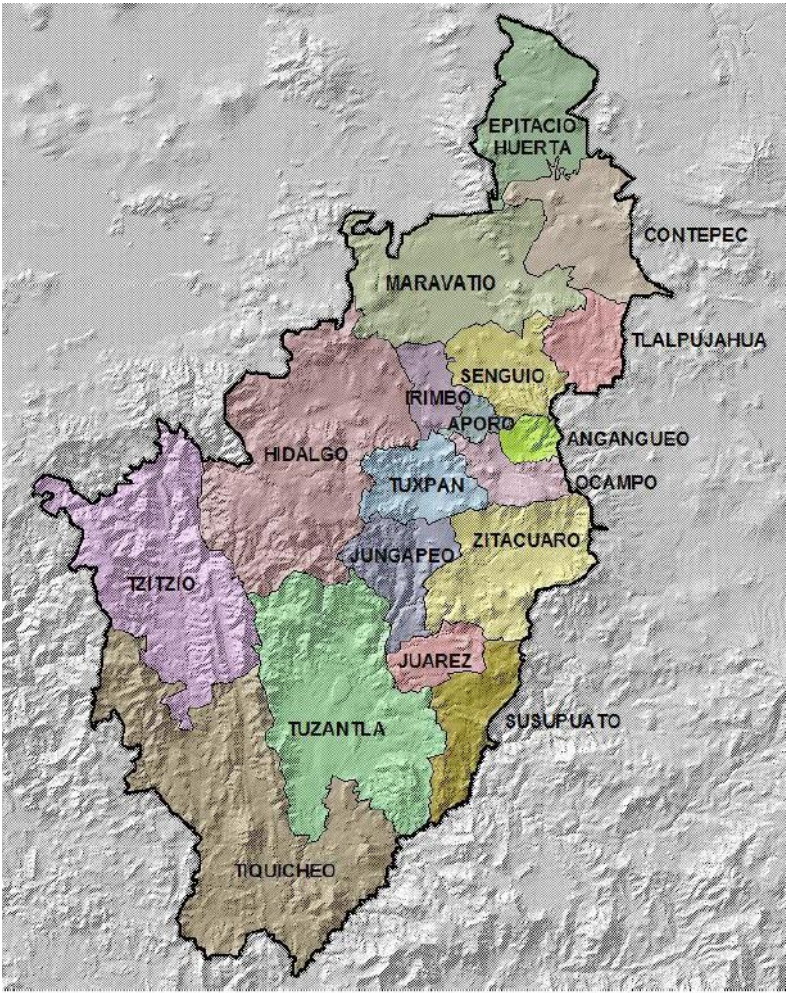 EPITACIO
HUERTA
CONTEPEC
MARAVATIO
TLALPUJAHUA
SENGUIO
IRIMBO
APORO
ANGANGUEO
HIDALGO
TUXPAN
OCAMPO
ZITACUARO
JUNGAPEO
TZITZIO
JUAREZ
SUSUPUATO
TUZANTLA
TIQUICHEO